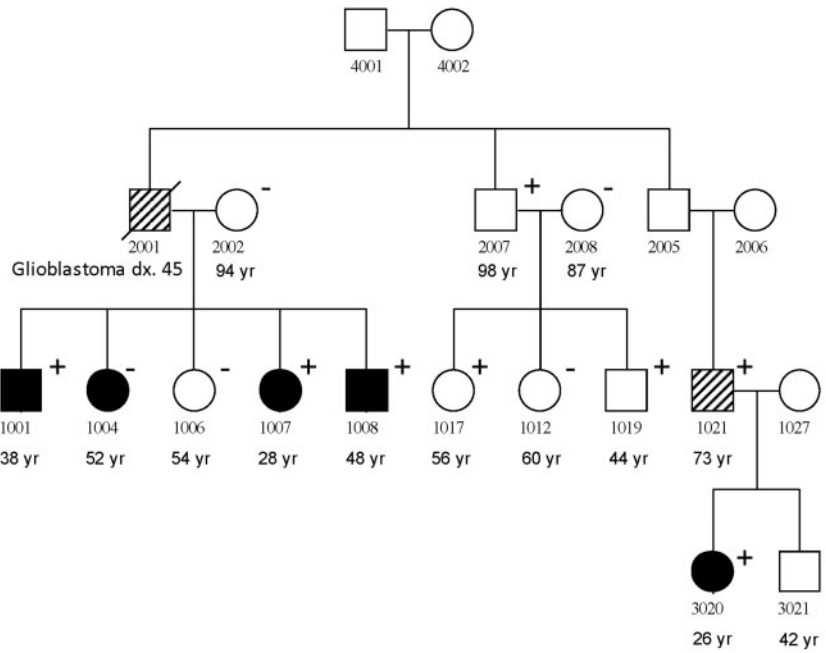 4001 4002
+ - -
2001 2002 2007 2008 2005 2006
Glioblastoma dx. 45 94 yr 98 yr 87 yr
+ - - + + + - + +
1001 1004 1006 1007 1008 1017 1012 1019 1021 1027
38 yr 52 yr 54 yr 28 yr 48 yr 56 yr 60 yr 44 yr 73 yr
+
3020 3021
26 yr 42 yr